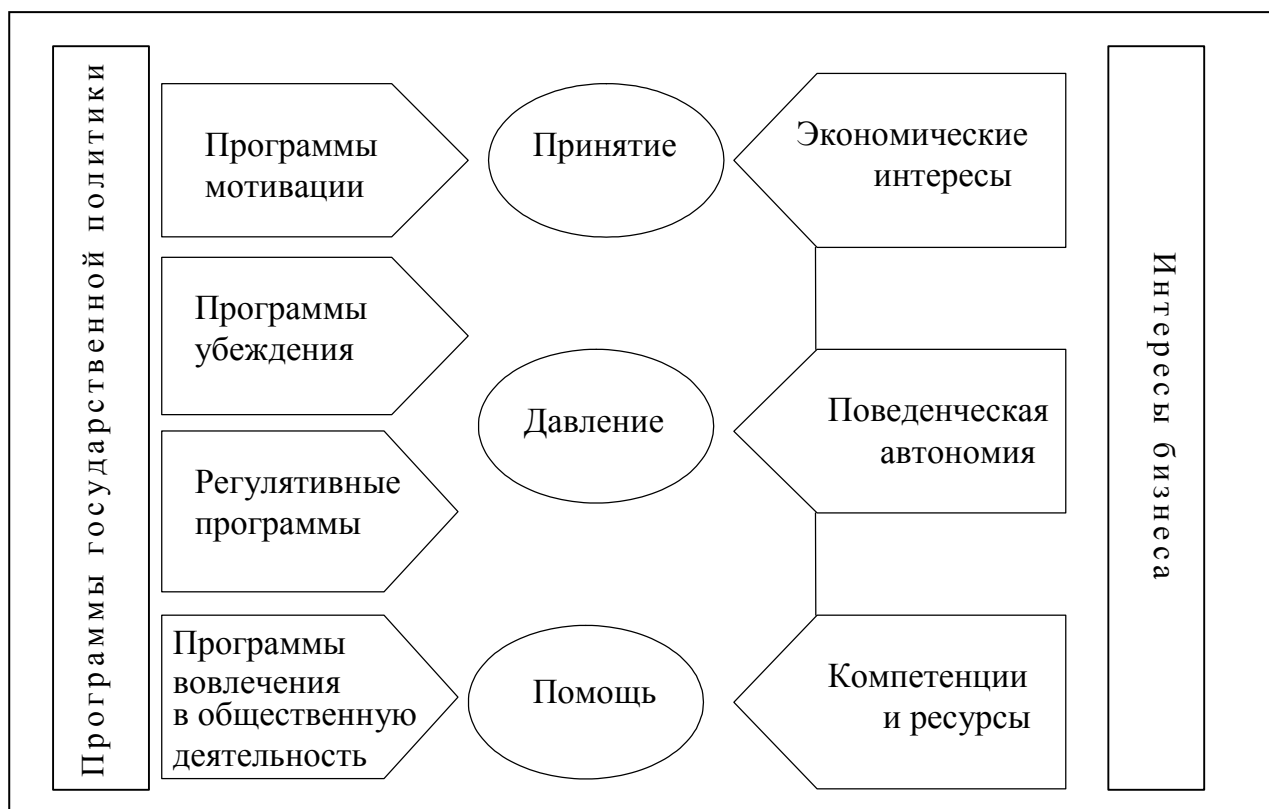 Программы государственной политики
Программы
мотивации
Принятие
Экономические
интересы
Программы
убеждения
Давление
Поведенческая
автономия
Регулятивные
программы
Программы
вовлечения
в общественную
деятельность
Помощь
Компетенции
и ресурсы
Интересы бизнеса